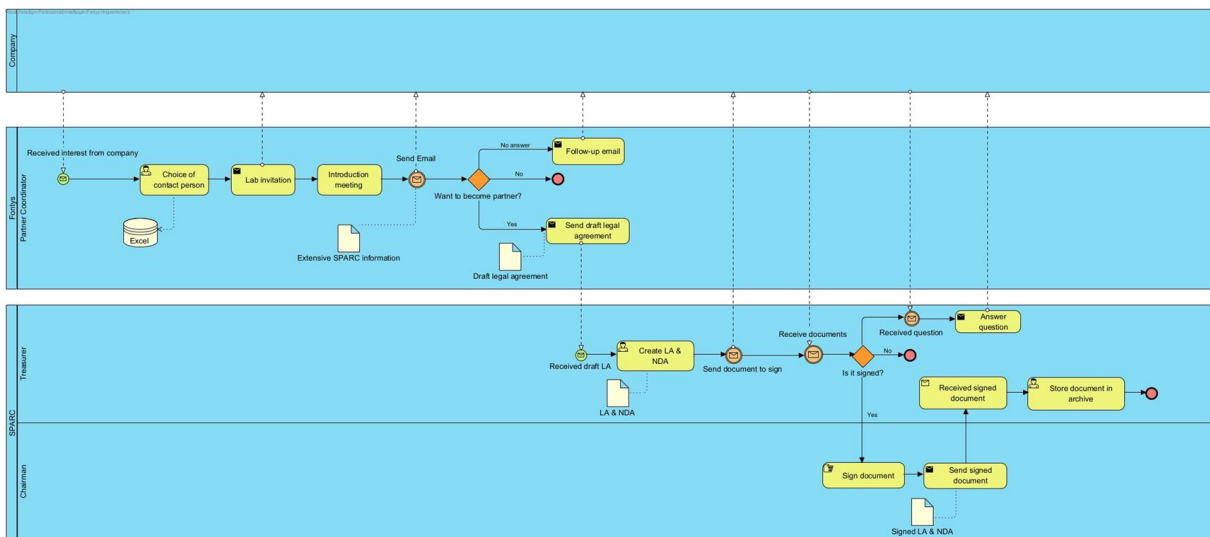 Company
Fontys
Partner Coordinator
Received interest from company
Choice of
contact person
Excel
Lab invitation
Introduction
meeting
Send Email
Extensive SPARC information
Want to become partner?
No answer
No
Yes
Follow-up email
Send draft legal
agreement
Draft legal agreement
SPARC
Treasurer
Received draft LA
Create LA &
NDA
LA & NDA
Send document to sign
Receive documents
Is it signed?
No
Yes
Received question
Answer
question
Received signed
document
Store document in
archive
Chairman
Sign document
Send signed
document
Signed LA & NDA